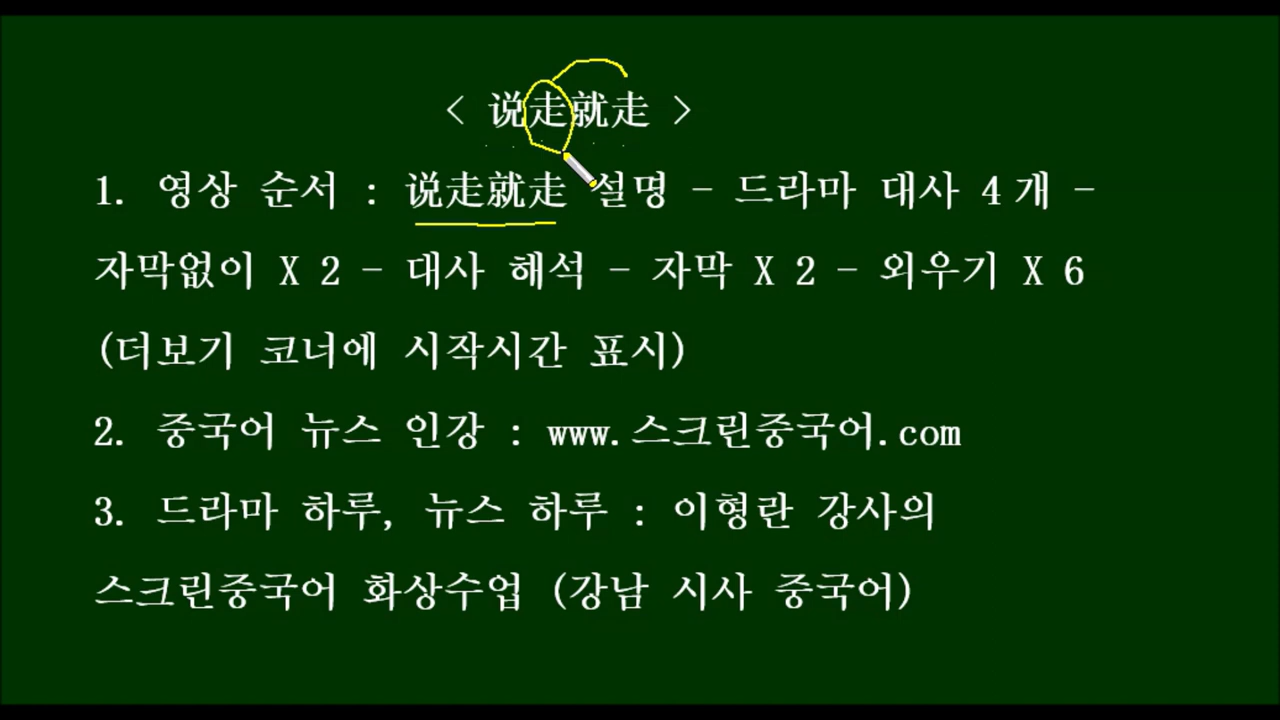 < 说走就走 >
1. 영상 순서 : 说走就走 설명 - 드라마 대사 4개 -
자막없이 X 2 - 대사 해석 - 자막 X 2 - 외우기 X 6
(더보기 코너에 시작시간 표시)
2. 중국어 뉴스 인강 : www.스크린중국어.com
3. 드라마 하루, 뉴스 하루 : 이형란 강사의
스크린중국어 화상수업 (강남 시사 중국어)